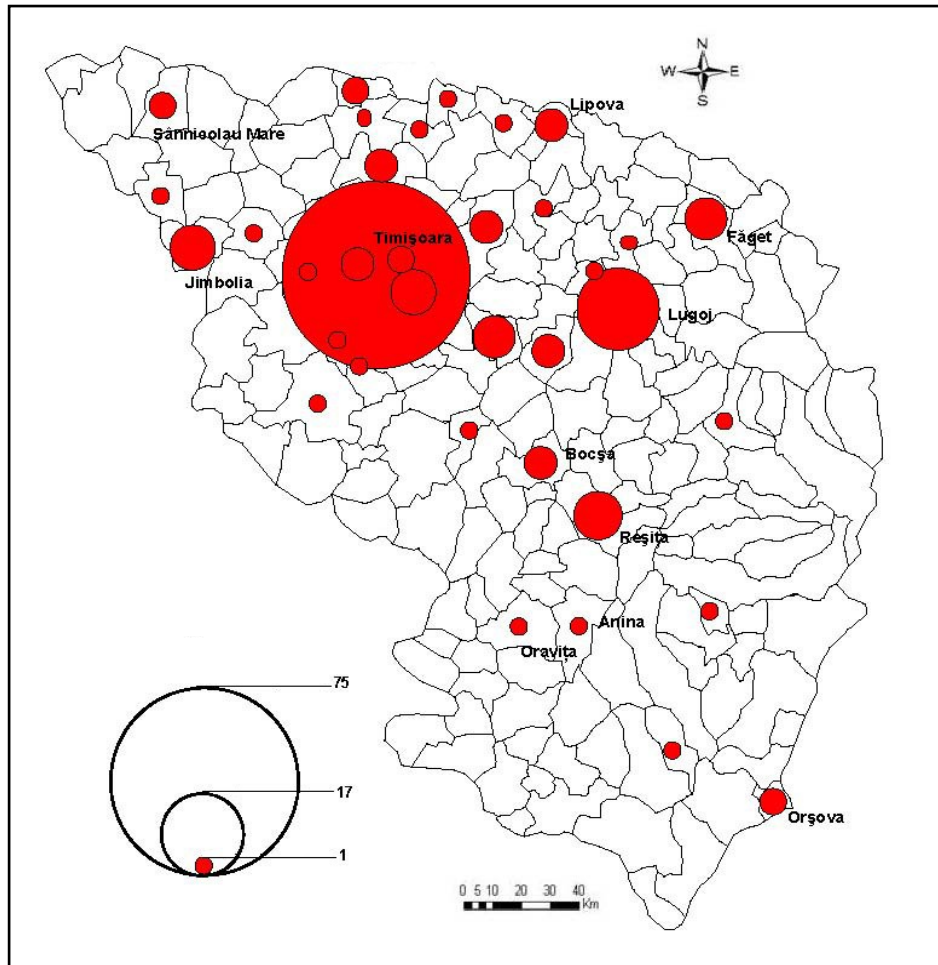 N
W E
S
Lipova
Sânnicolau Mare
Făget
Timişoara
Jimbolia
Lugoj
Bocşa
Reşiţa
Anina
Oraviţa
75
17
1
Orşova
0 5 10 20 30 40
Km